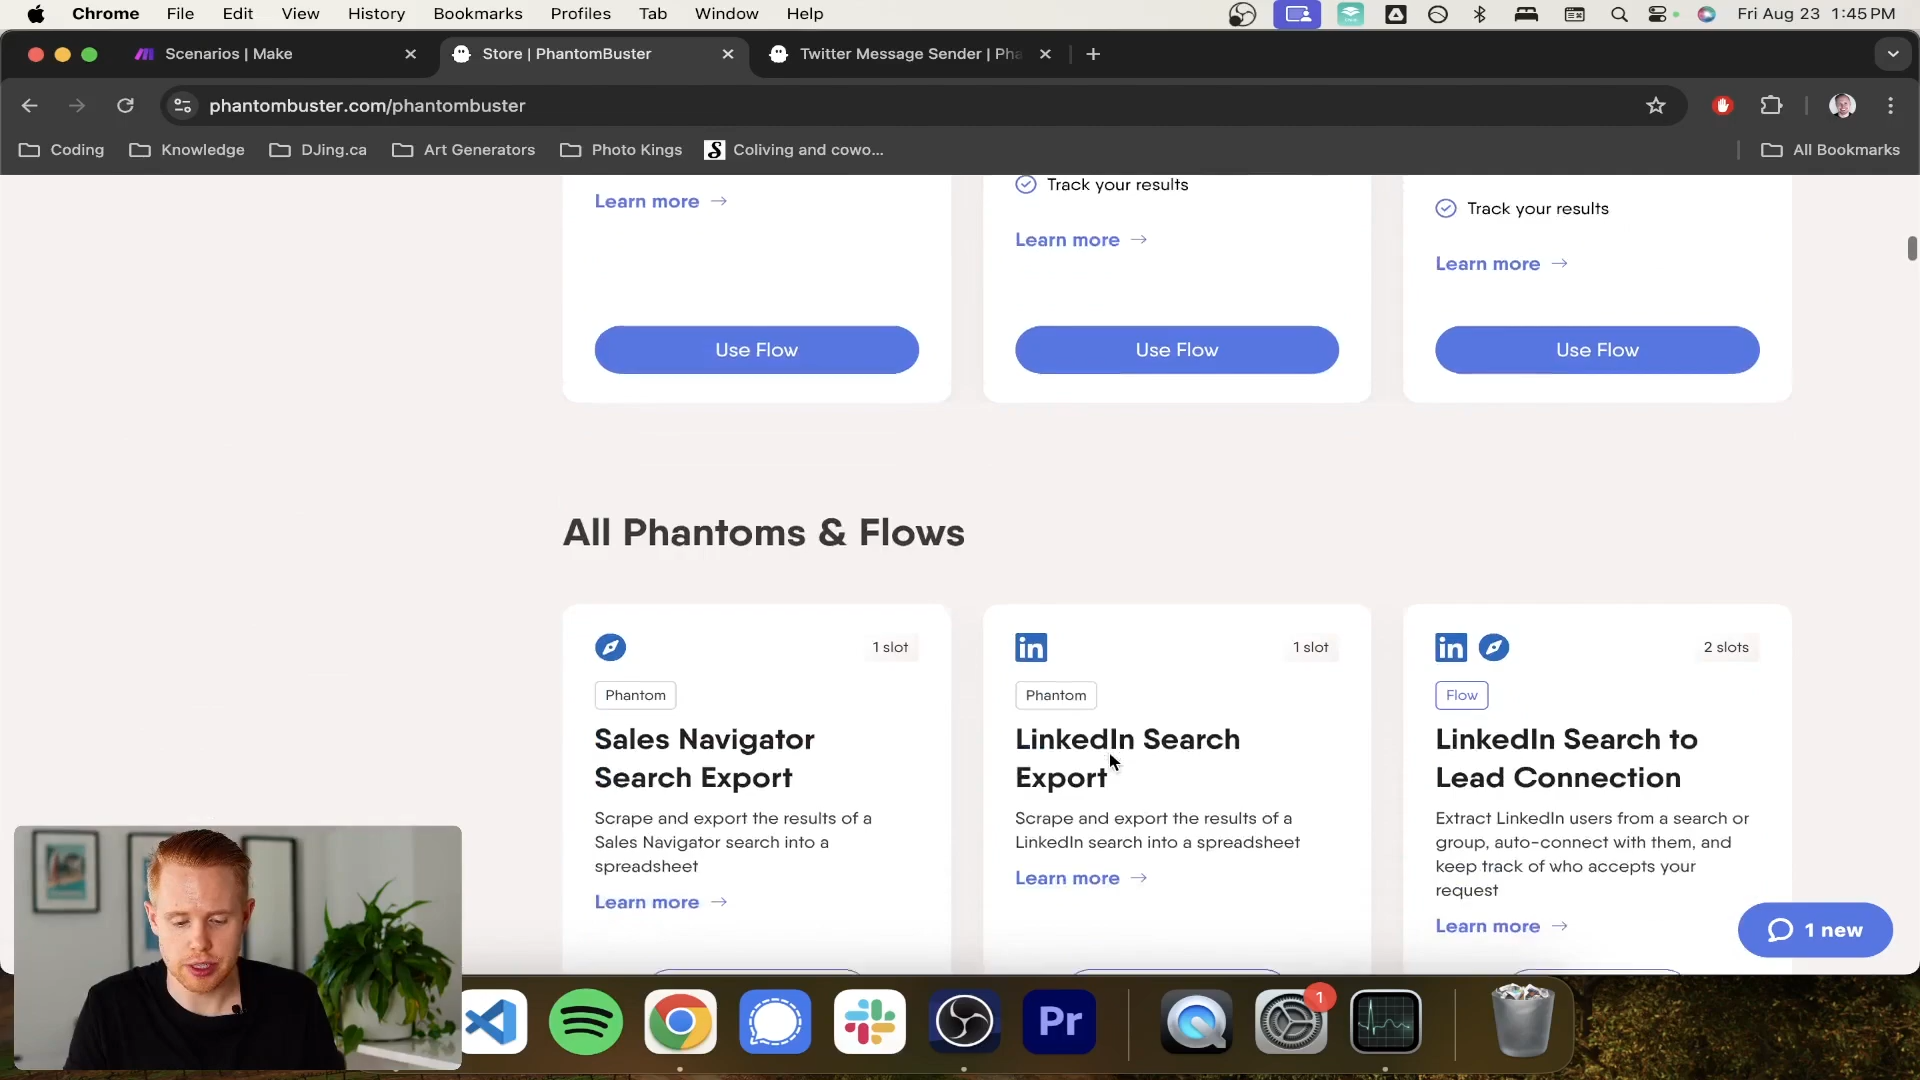 Chrome File Edit View History Bookmarks Profiles Tab Window Help Fri Aug 23 1:45 PM
Scenarios | Make Store | PhantomBuster Twitter Message Sender | Pha
phantombuster.com/phantombuster
Coding Knowledge DJing.ca Art Generators Photo Kings S Coliving and cowo... All Bookmarks
Learn more
Track your results
Learn more
Track your results
Learn more
Use Flow Use Flow Use Flow
All Phantoms & Flows
1 slot
Phantom
Sales Navigator
Search Export
Scrape and export the results of a
Sales Navigator search into a
spreadsheet
Learn more
in 1 slot
Phantom
LinkedIn Search
Export
Scrape and export the results of a
LinkedIn search into a spreadsheet
Learn more
in 2 slots
Flow
LinkedIn Search to
Lead Connection
Extract LinkedIn users from a search or
group, auto-connect with them, and
keep track of who accepts your
request
Learn more
1 new
Pr
1